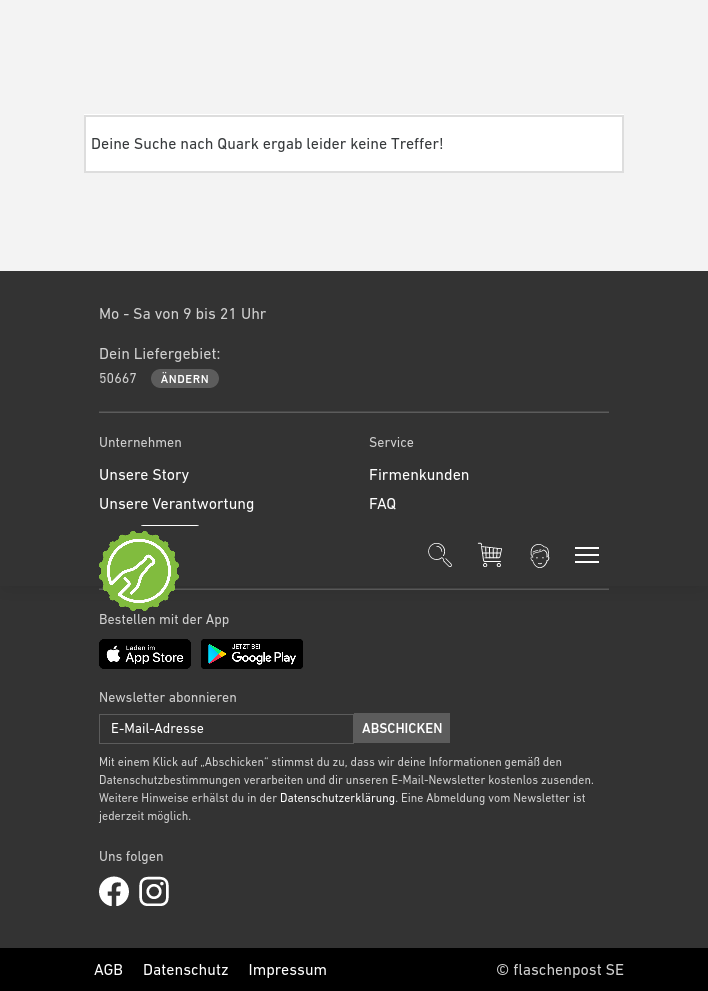 Deine Suche nach Quark ergab leider keine Treffer!
Mo - Sa von 9 bis 21 Uhr
Dein Liefergebiet:
50667 ÄNDERN
Unternehmen
Unsere Story
Unsere Verantwortung
Service
Firmenkunden
FAQ
Bestellen mit der App
Laden im
App Store
JETZT BEI
Google Play
Newsletter abonnieren
E-Mail-Adresse ABSCHICKEN
Mit einem Klick auf „Abschicken“ stimmst du zu, dass wir deine Informationen gemäß den
Datenschutzbestimmungen verarbeiten und dir unseren E-Mail-Newsletter kostenlos zusenden.
Weitere Hinweise erhälst du in der Datenschutzerklärung. Eine Abmeldung vom Newsletter ist
jederzeit möglich.
Uns folgen
AGB Datenschutz Impressum © flaschenpost SE